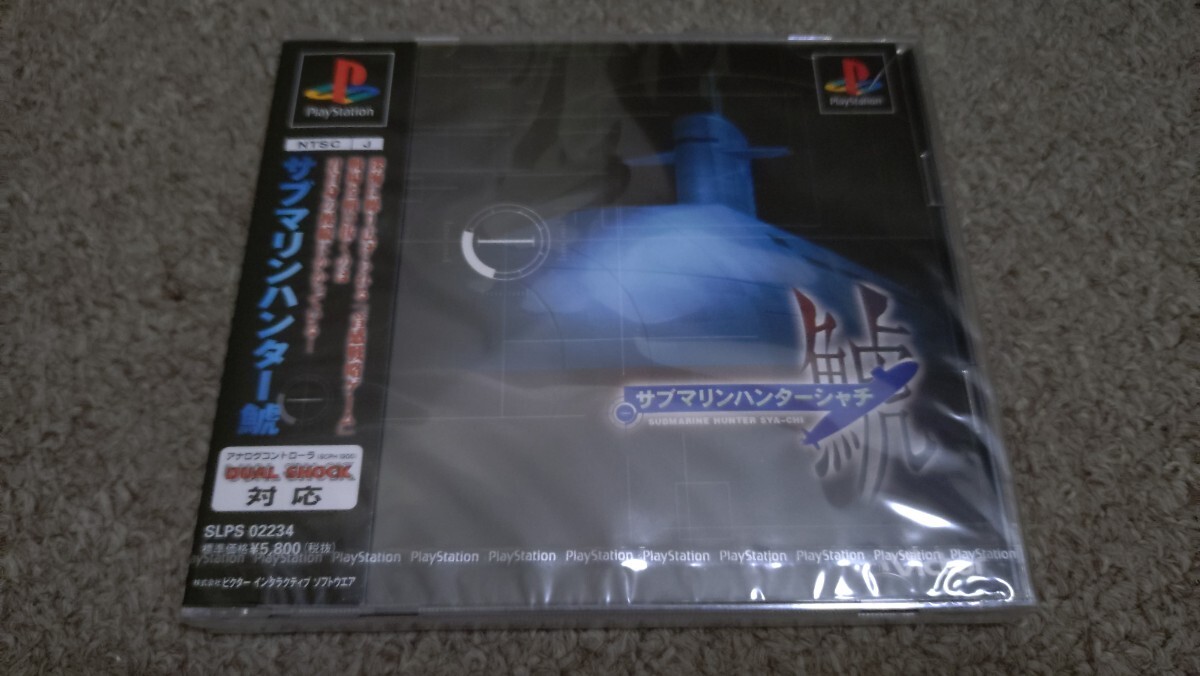 PlayStation
NTSC J
サブマリンハンター鯱
アナログコントローラ
DUAL SHOCK
対応
SLPS 02234
標準価格¥5,800(税抜)
株式会社 ビクター インタラクティブ ソフトウエア
PlayStation
鯱
サブマリンハンターシャチ
SUBMARINE HUNTER SYA-CHI
PlayStation PlayStation PlayStation PlayStation PlayStation PlayStation PlayStation PlayStation PlayStation